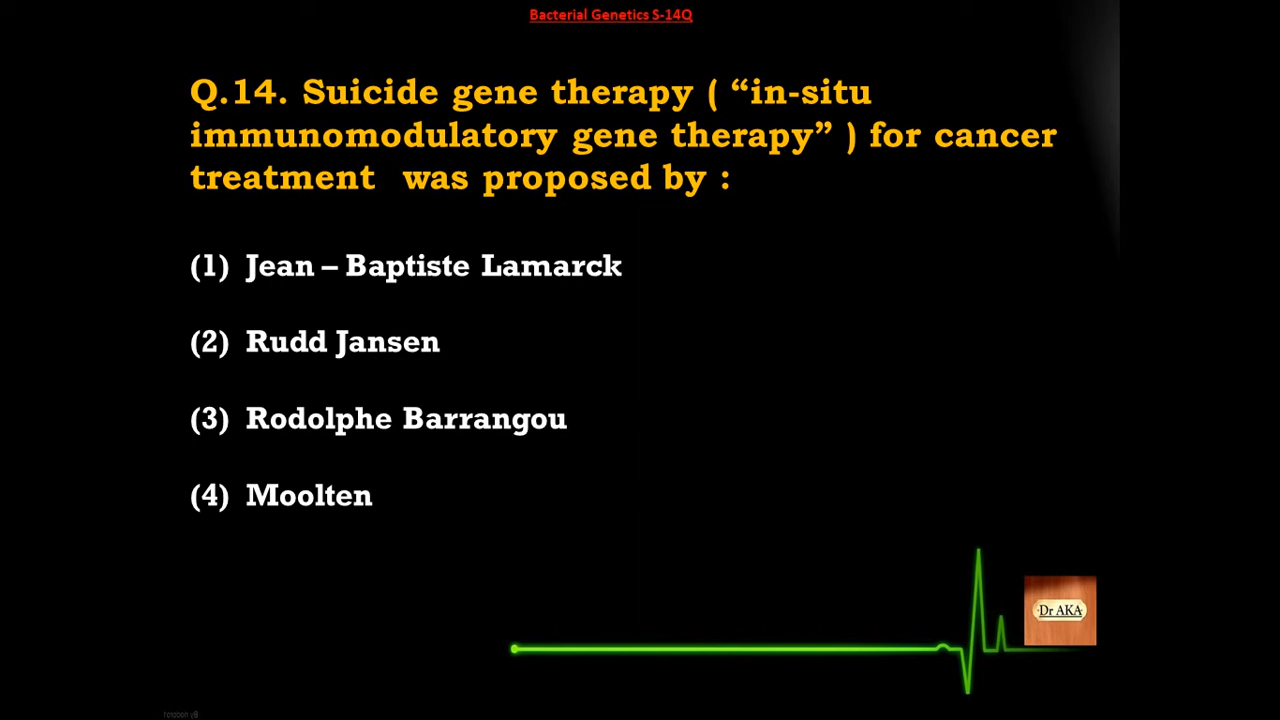 Bacterial Genetics S-14Q
Q.14. Suicide gene therapy ( “in-situ
immunomodulatory gene therapy” ) for cancer
treatment was proposed by :
(1) Jean – Baptiste Lamarck
(2) Rudd Jansen
(3) Rodolphe Barrangou
(4) Moolten
Dr AKA